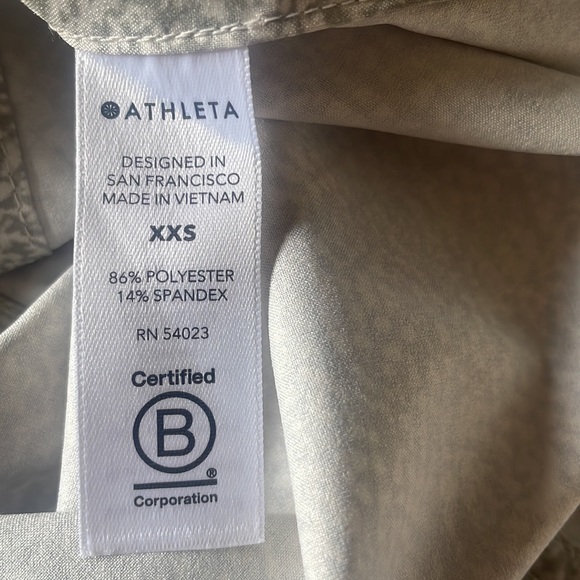 ATHLETA
DESIGNED IN
SAN FRANCISCO
MADE IN VIETNAM
XXS
86% POLYESTER
14% SPANDEX
RN 54023
Certified
B
®
Corporation